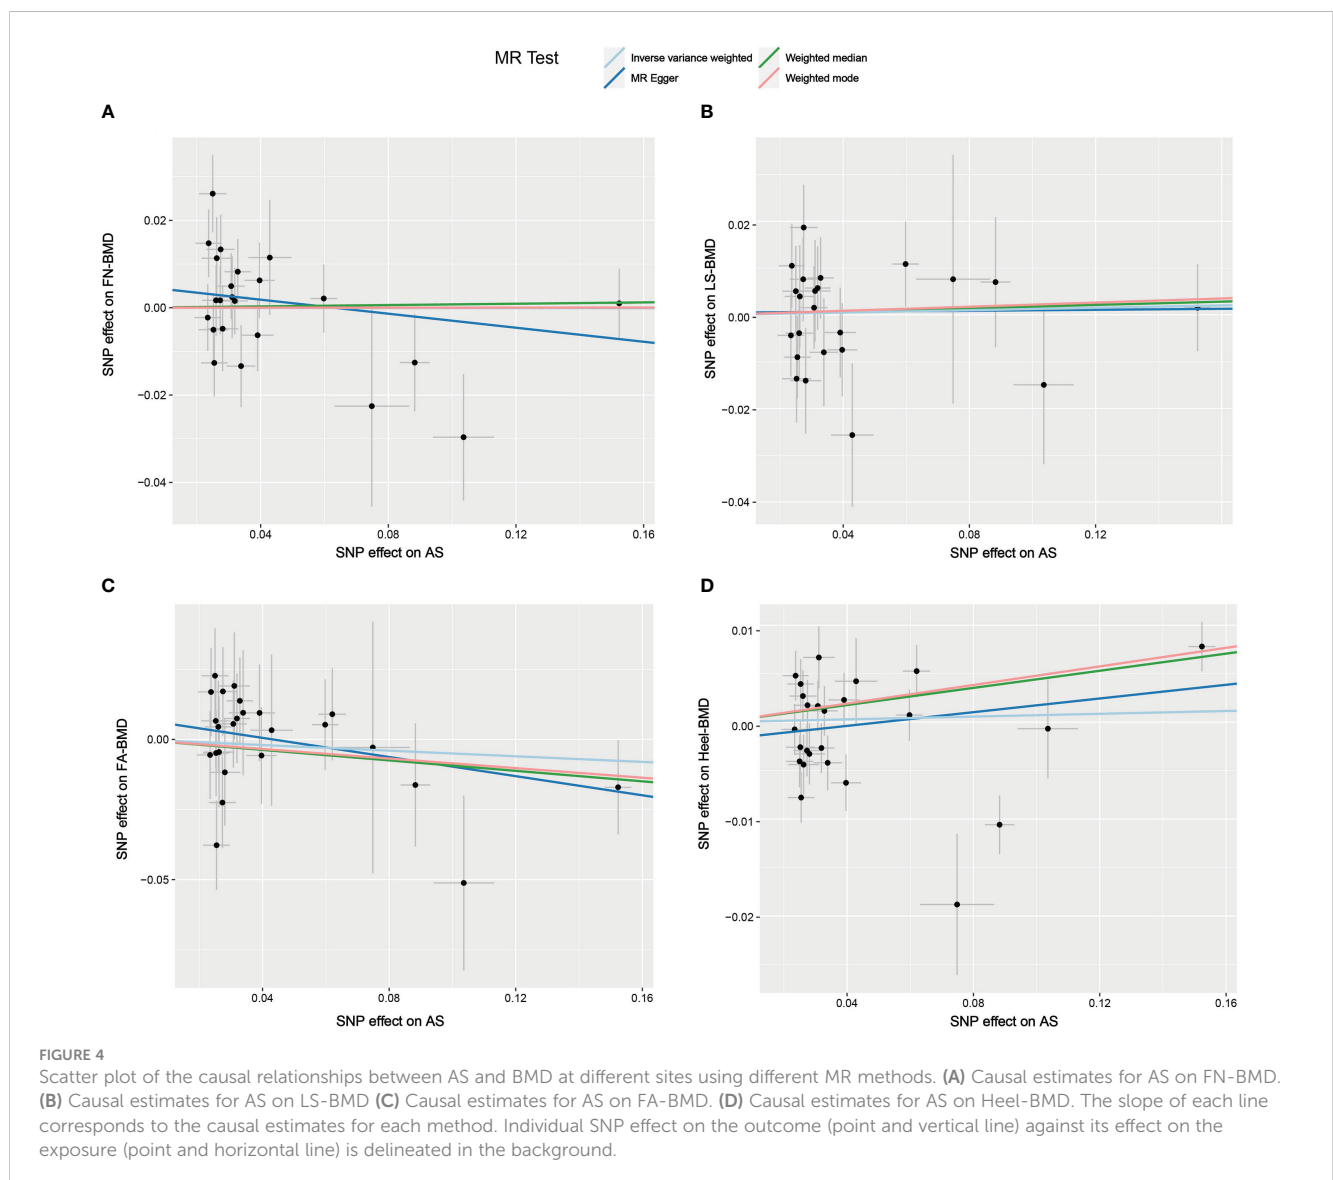 MR Test
Inverse variance weighted
Weighted median
MR Egger
Weighted mode
A
SNP effect on FN-BMD
0.02
0.00
−0.02
−0.04
0.04
0.08
0.12
0.16
SNP effect on AS
B
SNP effect on LS-BMD
0.02
0.00
−0.02
−0.04
0.04
0.08
0.12
SNP effect on AS
C
SNP effect on FA-BMD
0.00
−0.05
0.04
0.08
0.12
0.16
SNP effect on AS
D
SNP effect on Heel-BMD
0.01
0.00
−0.01
−0.02
0.04
0.08
0.12
0.16
SNP effect on AS
FIGURE 4
Scatter plot of the causal relationships between AS and BMD at different sites using different MR methods. (A) Causal estimates for AS on FN-BMD.
(B) Causal estimates for AS on LS-BMD (C) Causal estimates for AS on FA-BMD. (D) Causal estimates for AS on Heel-BMD. The slope of each line
corresponds to the causal estimates for each method. Individual SNP effect on the outcome (point and vertical line) against its effect on the
exposure (point and horizontal line) is delineated in the background.